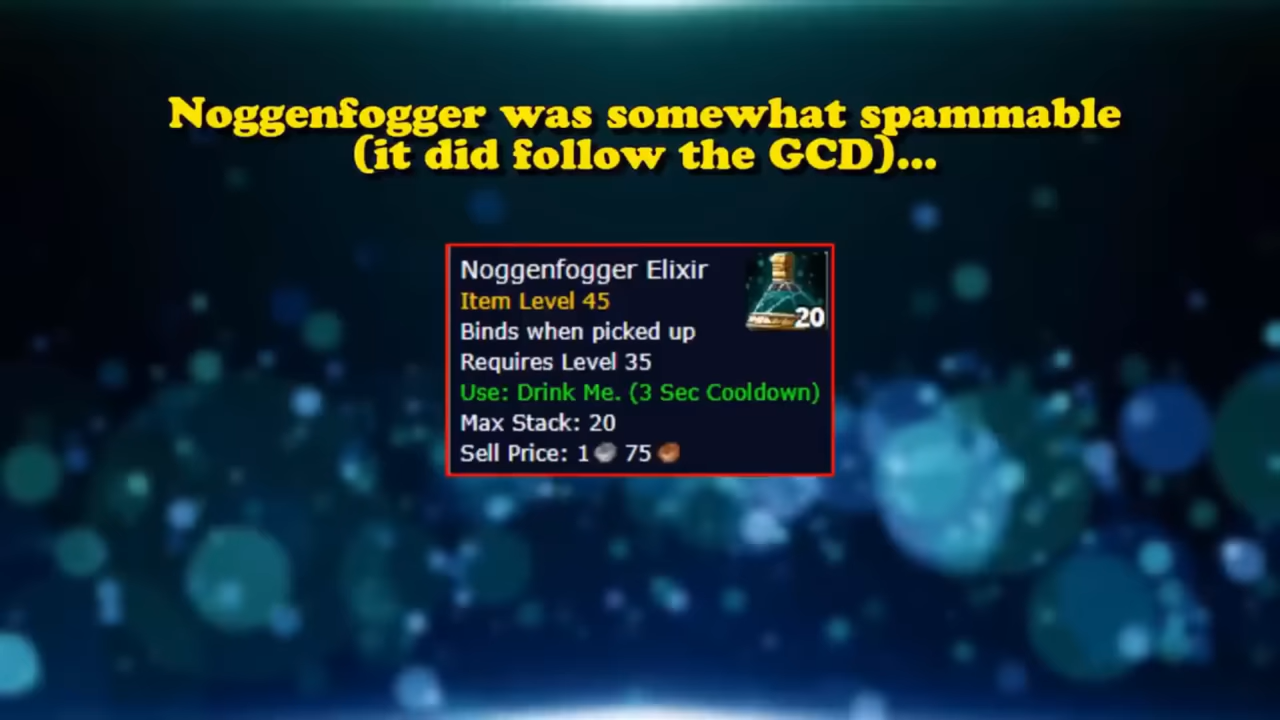 Noggenfogger was somewhat spammable
(it did follow the GCD)...
Noggenfogger Elixir
20
Item Level 45
Binds when picked up
Requires Level 35
Use: Drink Me. (3 Sec Cooldown)
Max Stack: 20
Sell Price: 1 75